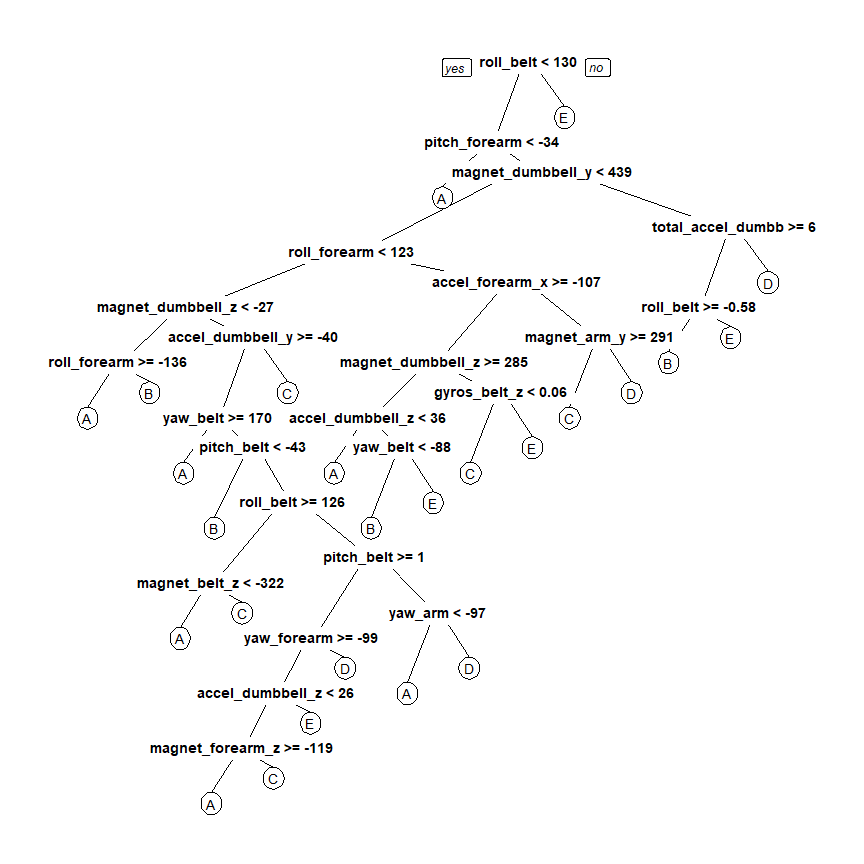 yes roll_belt < 130 no
E
pitch_forearm < -34
magnet_dumbbell_y < 439
A
total_accel_dumbb >= 6
roll_forearm < 123
accel_forearm_x >= -107
D
magnet_dumbbell_z < -27
roll_belt >= -0.58
accel_dumbbell_y >= -40
magnet_arm_y >= 291
E
roll_forearm >= -136
magnet_dumbbell_z >= 285
B
B
C
gyros_belt_z < 0.06
D
A
yaw_belt >= 170
accel_dumbbell_z < 36
C
pitch_belt < -43
yaw_belt < -88
E
A
A
C
roll_belt >= 126
E
B
B
pitch_belt >= 1
magnet_belt_z < -322
C
yaw_arm < -97
A
yaw_forearm >= -99
D
D
accel_dumbbell_z < 26
A
E
magnet_forearm_z >= -119
C
A